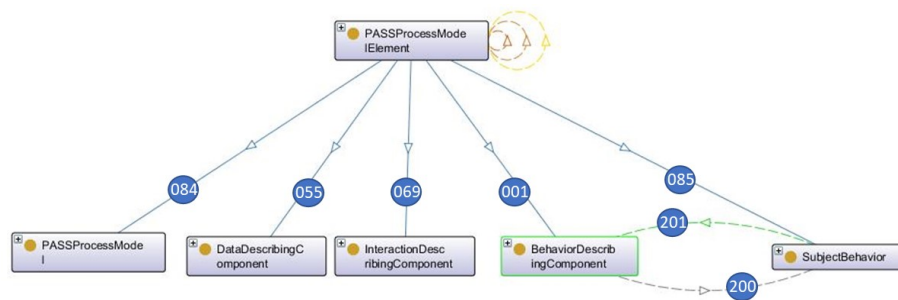 PASSProcessMode
lElement
084
055
069
001
085
201
PASSProcessMode
l
DataDescribingC
omponent
InteractionDesc
ribingComponent
BehaviorDescrib
ingComponent
SubjectBehavior
200